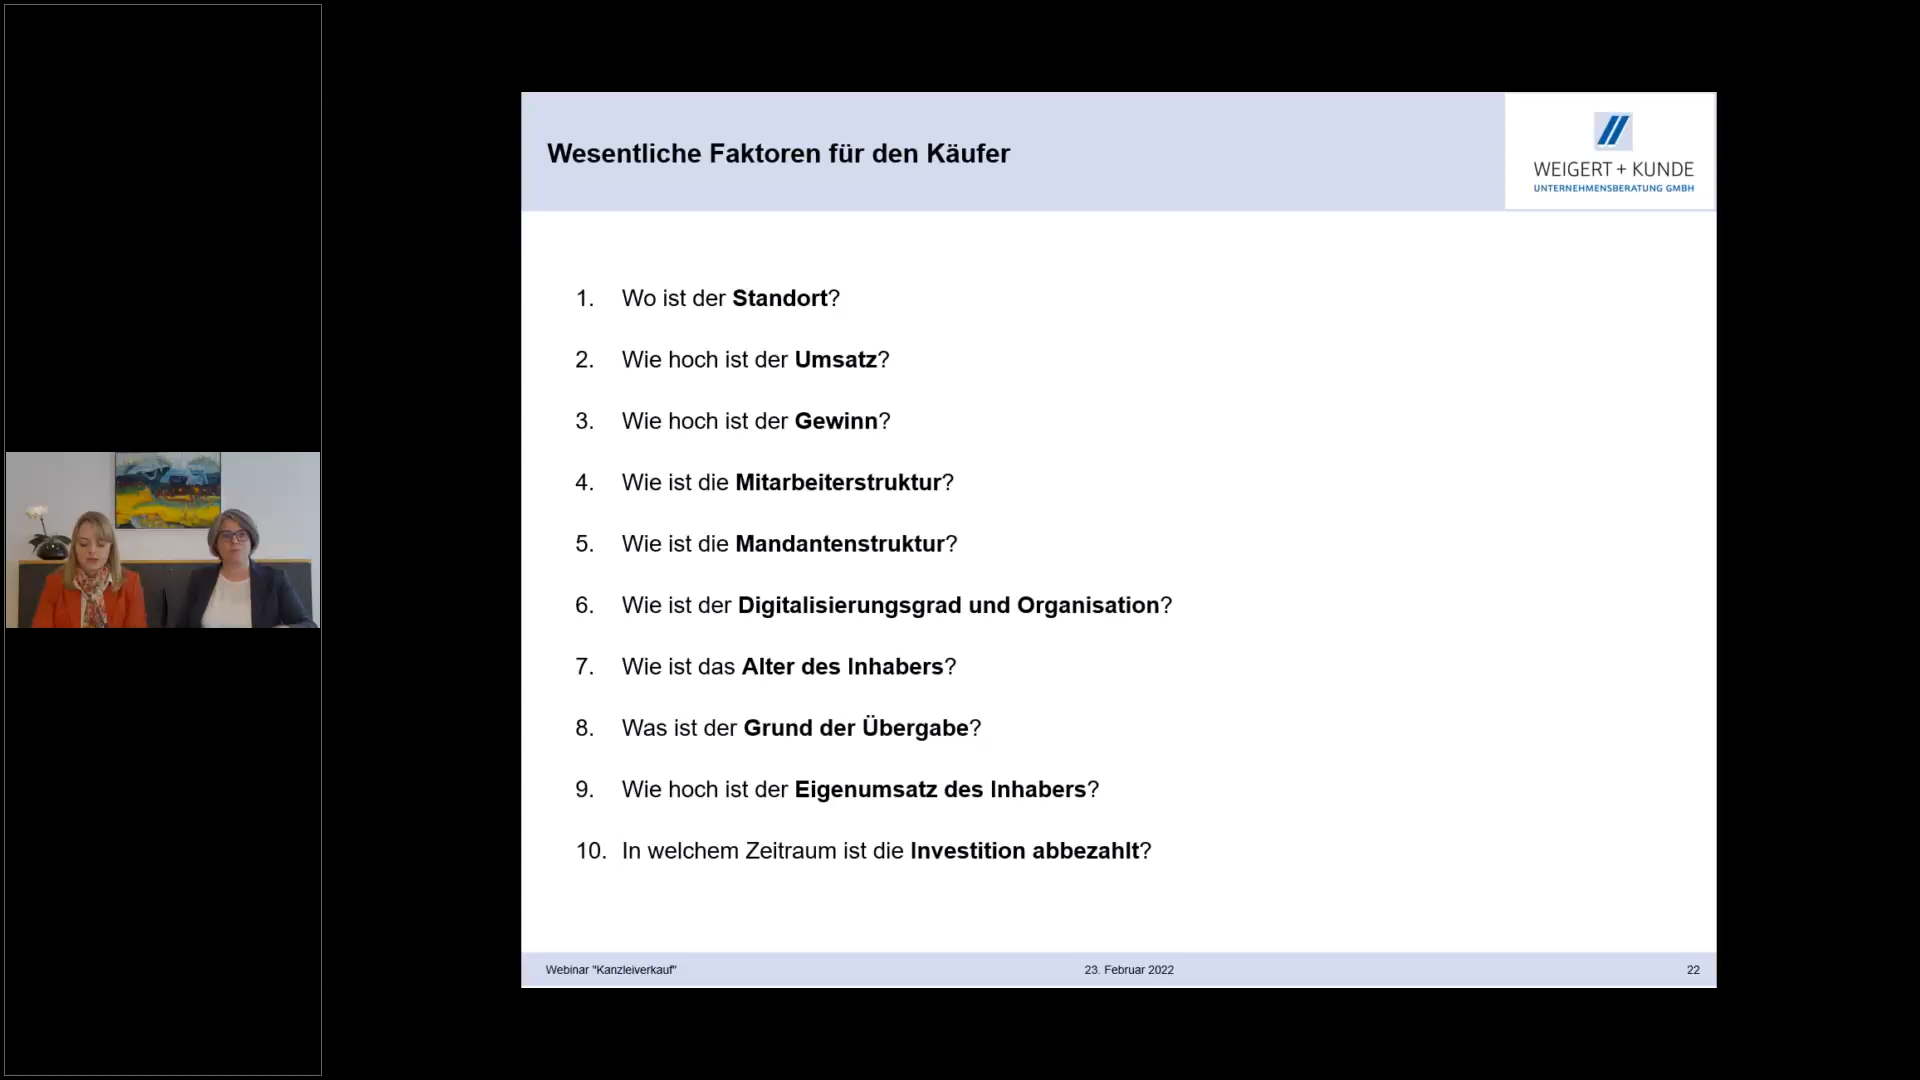 Wesentliche Faktoren für den Käufer
WEIGERT + KUNDE
UNTERNEHMENSBERATUNG GMBH
1. Wo ist der Standort?
2. Wie hoch ist der Umsatz?
3. Wie hoch ist der Gewinn?
4. Wie ist die Mitarbeiterstruktur?
5. Wie ist die Mandantenstruktur?
6. Wie ist der Digitalisierungsgrad und Organisation?
7. Wie ist das Alter des Inhabers?
8. Was ist der Grund der Übergabe?
9. Wie hoch ist der Eigenumsatz des Inhabers?
10. In welchem Zeitraum ist die Investition abbezahlt?
Webinar "Kanzleiverkauf" 23. Februar 2022 22